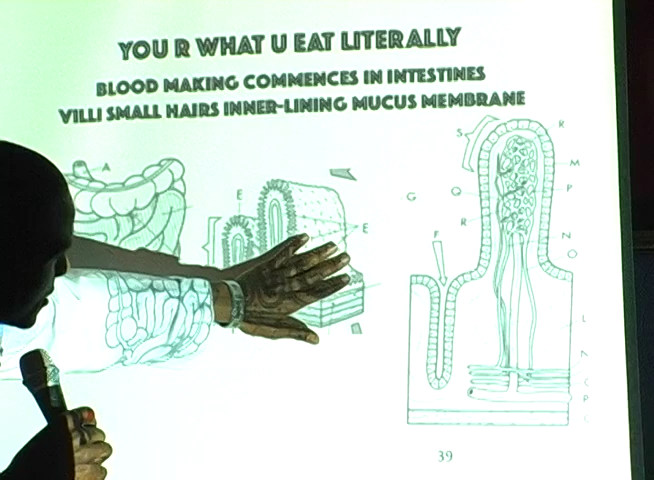 YOU R WHAT U EAT LITERALLY
BLOOD MAKING COMMENCES IN INTESTINES
VILLI SMALL HAIRS INNER-LINING MUCUS MEMBRANE
S
R
A
M
Q
P
G
E
R
E
F
N
O
L
N
C
P
39